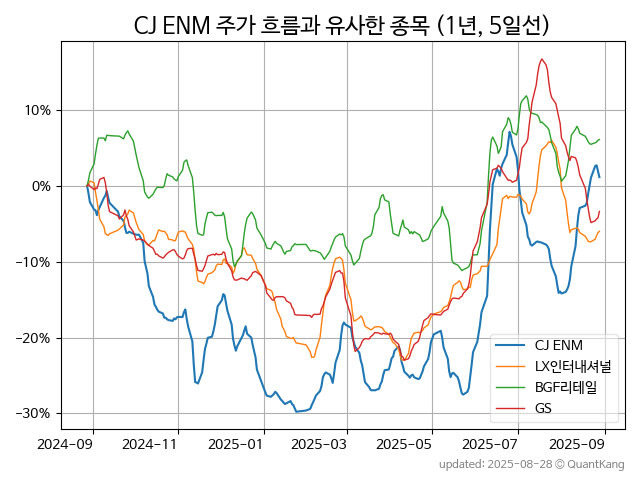 CJ ENM 주가 흐름과 유사한 종목 (1년, 5일선)
10%
0%
−10%
−20%
−30%
CJ ENM
LX인터내셔널
BGF리테일
GS
2024-09 2024-11 2025-01 2025-03 2025-05 2025-07 2025-09
updated: 2025-08-28 © QuantKang